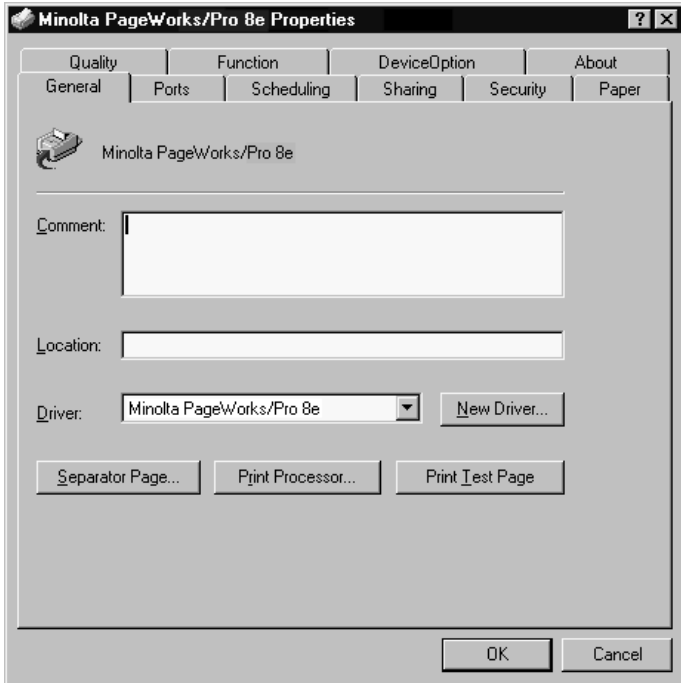 Minolta PageWorks/Pro 8e Properties
Quality Function DeviceOption About
General Ports Scheduling Sharing Security Paper
Minolta PageWorks/Pro 8e
Comment:
Location:
Driver: Minolta PageWorks/Pro 8e New Driver...
Separator Page... Print Processor... Print Test Page
OK Cancel